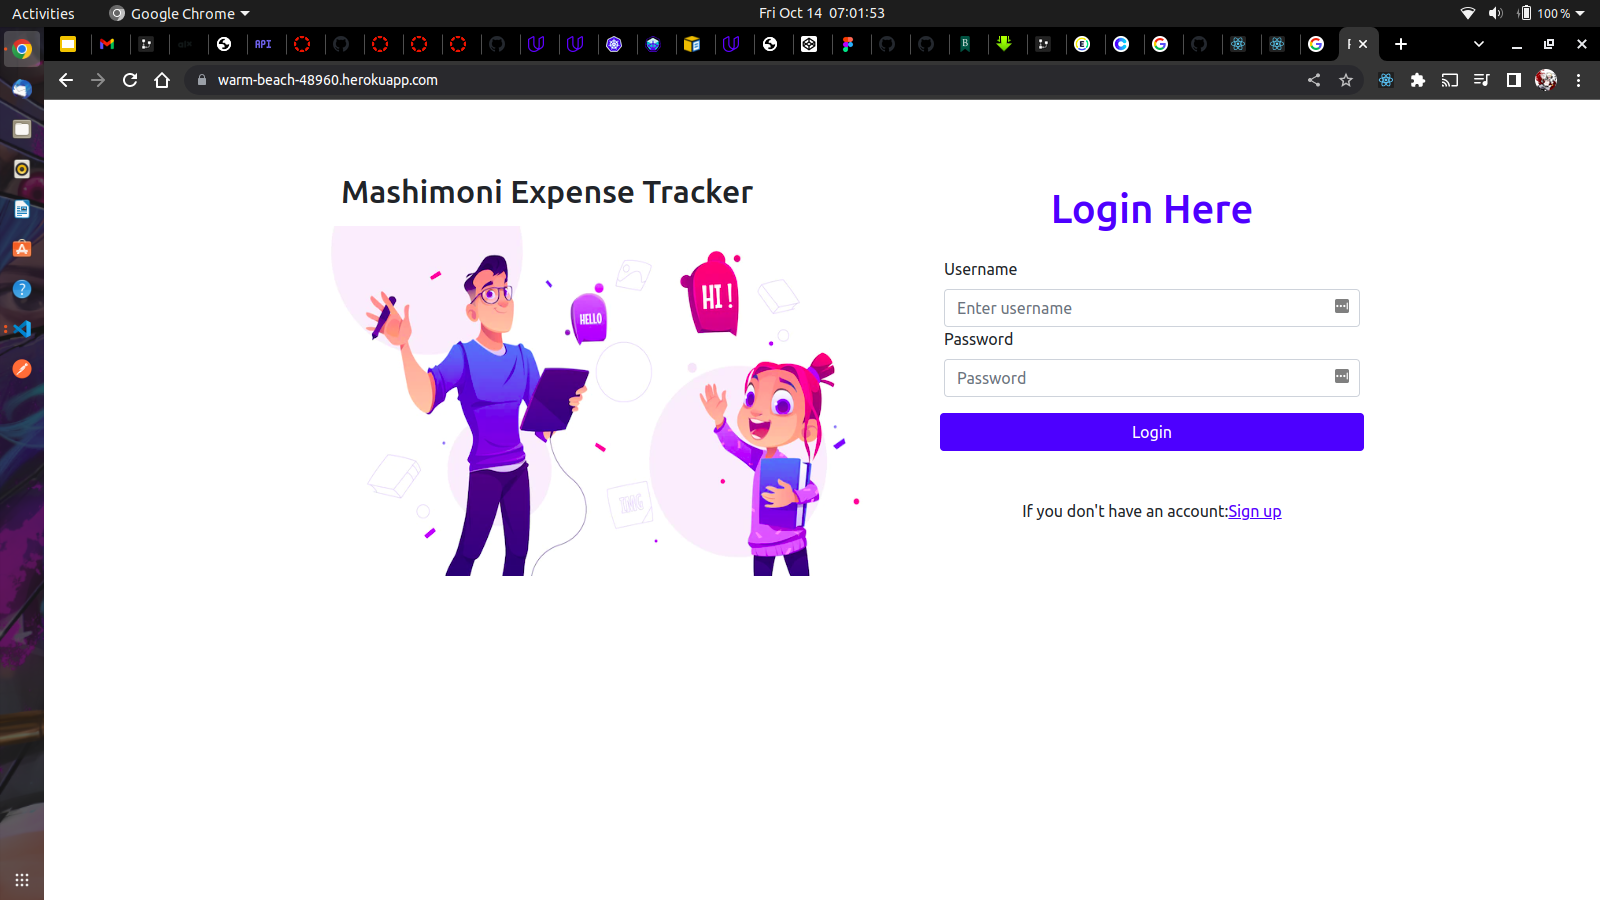 Activities
Google Chrome
Fri Oct 14 07:01:53
100 %
API
warm-beach-48960.herokuapp.com
Mashimoni Expense Tracker
HELLO
HI !
Login Here
Username
Enter username
Password
Password
Login
If you don't have an account:Sign up